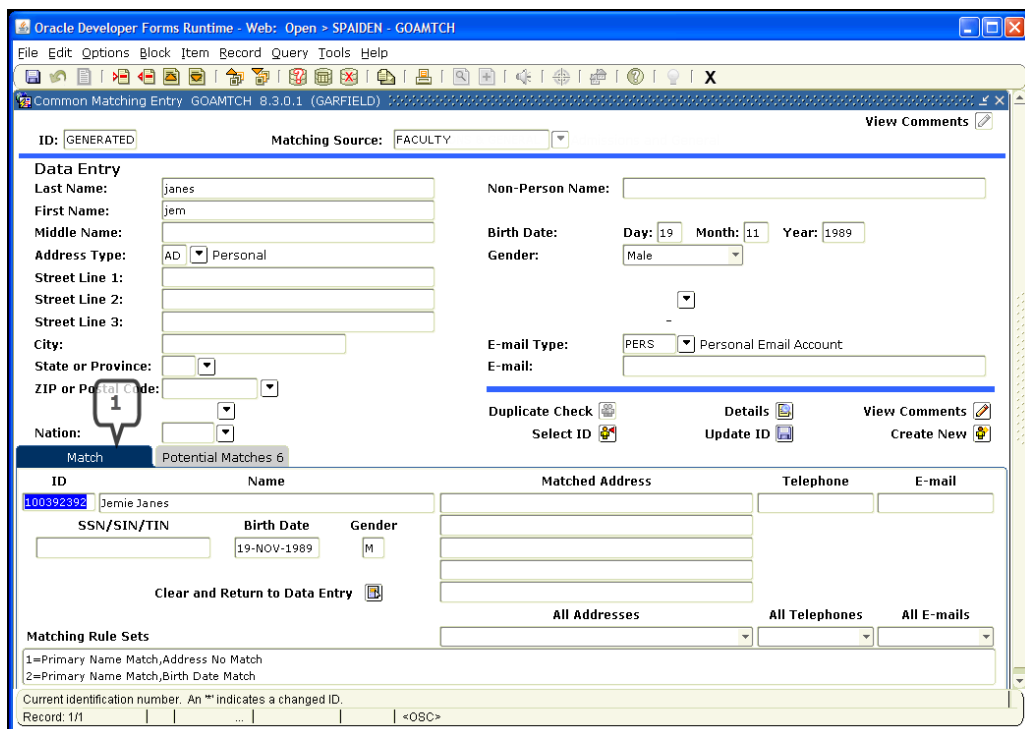 Oracle Developer Forms Runtime - Web: Open > SPAIDEN - GOAMTCH
File Edit Options Block Item Record Query Tools Help
X
Common Matching Entry GOAMTCH 8.3.0.1 (GARFIELD)
View Comments
ID: GENERATED Matching Source: FACULTY
Data Entry
Last Name: janes Non-Person Name:
First Name: jem
Middle Name: Birth Date: Day: 19 Month: 11 Year: 1989
Address Type: AD Personal Gender: Male
Street Line 1:
Street Line 2:
Street Line 3: -
City: E-mail Type: PERS Personal Email Account
State or Province: E-mail:
ZIP or Postal Code:
1
Duplicate Check Details View Comments
Nation: Select ID Update ID Create New
Match Potential Matches 6
ID Name Matched Address Telephone E-mail
100392392 Jemie Janes
SSN/SIN/TIN Birth Date Gender
19-NOV-1989 M
Clear and Return to Data Entry
All Addresses All Telephones All E-mails
Matching Rule Sets
1=Primary Name Match,Address No Match
2=Primary Name Match,Birth Date Match
Current identification number. An '*' indicates a changed ID.
Record: 1/1 ... <OSC>